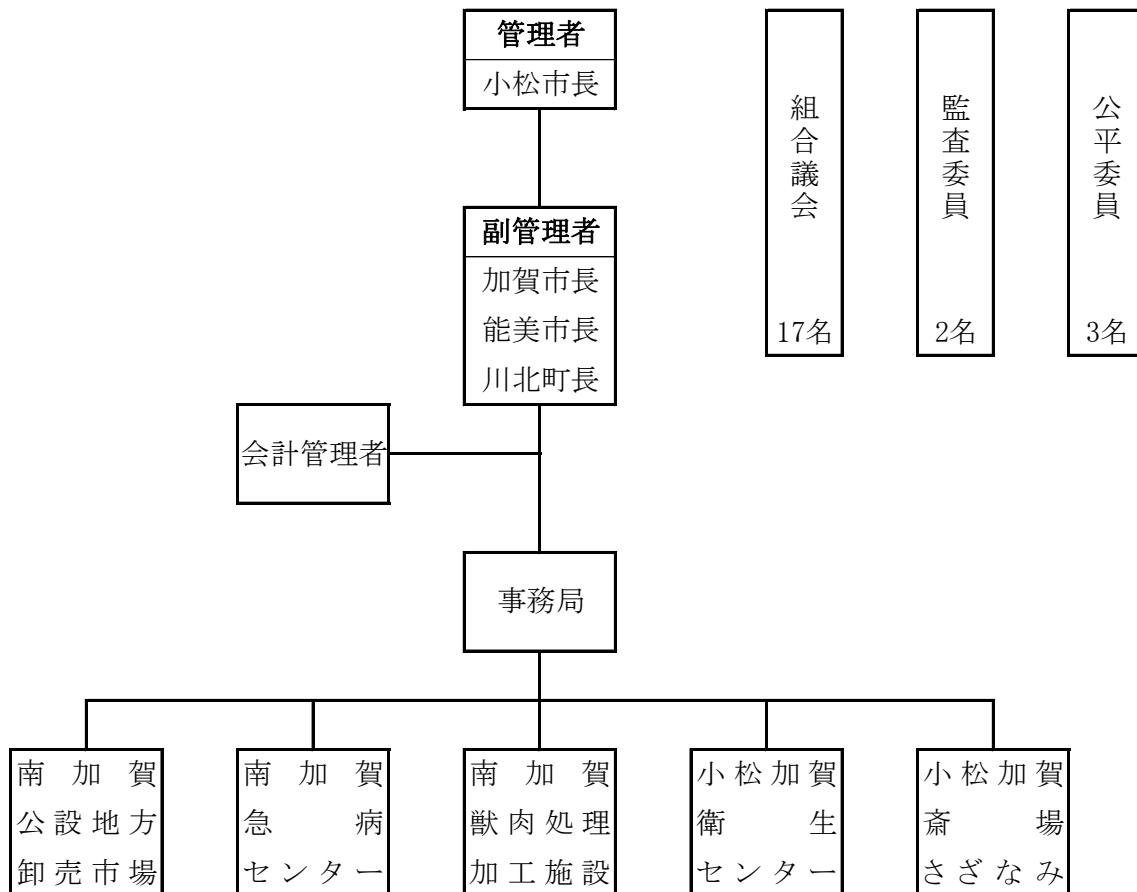 管理者
小松市長
副管理者
加賀市長
能美市長
川北町長
組合議会
17名
監査委員
2名
公平委員
3名
会計管理者
事務局
南加賀
公設地方
卸売市場
南加賀
急病
センター
南加賀
獣肉処理
加工施設
小松加賀
衛生
センター
小松加賀
斎場
さざなみ